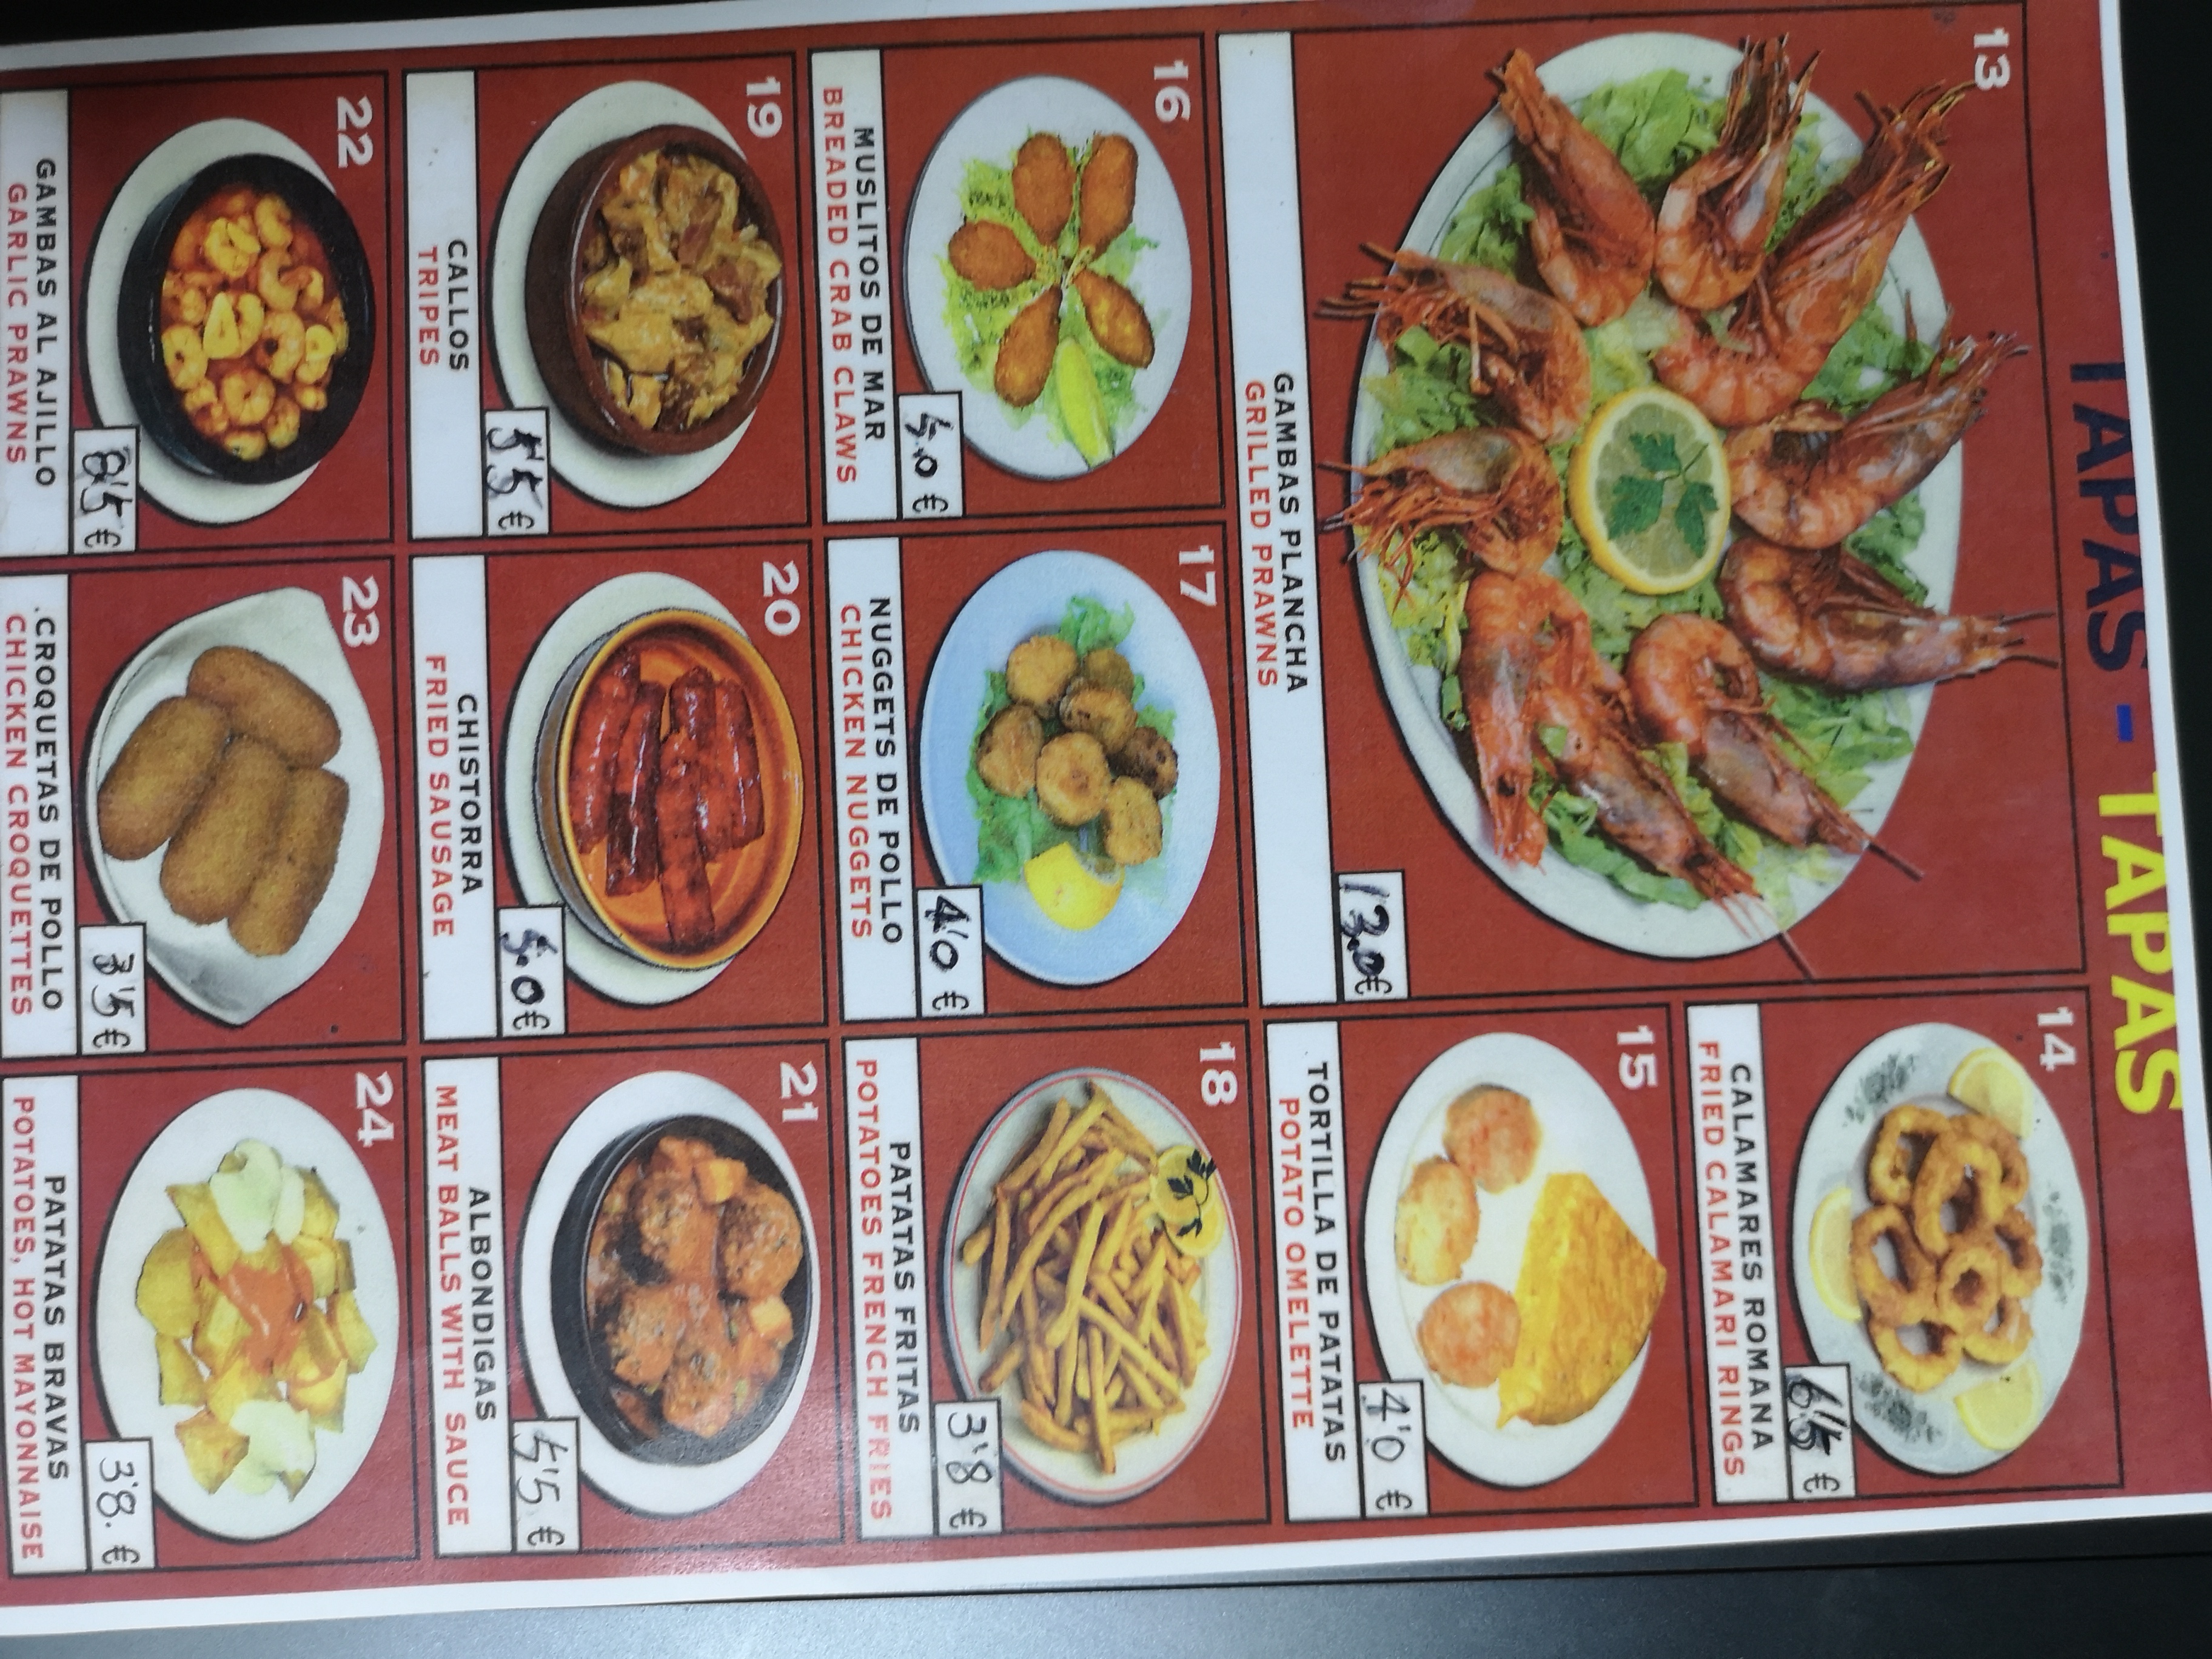 TAPAS - TAPAS
13
13.0€
GAMBAS PLANCHA
GRILLED PRAWNS
14
6'5 €
CALAMARES ROMANA
FRIED CALAMARI RINGS
15
4'0 €
TORTILLA DE PATATAS
POTATO OMELETTE
16
5.0 €
MUSLITOS DE MAR
BREADED CRAB CLAWS
17
4'0 €
NUGGETS DE POLLO
CHICKEN NUGGETS
18
3'8 €
PATATAS FRITAS
POTATOES FRENCH FRIES
19
5'5 €
CALLOS
TRIPES
20
5.0€
CHISTORRA
FRIED SAUSAGE
21
5'5 €
ALBONDIGAS
MEAT BALLS WITH SAUCE
22
8'5 €
GAMBAS AL AJILLO
GARLIC PRAWNS
23
3'5 €
.CROQUETAS DE POLLO
CHICKEN CROQUETTES
24
3'8. €
PATATAS BRAVAS
POTATOES, HOT MAYONNAISE